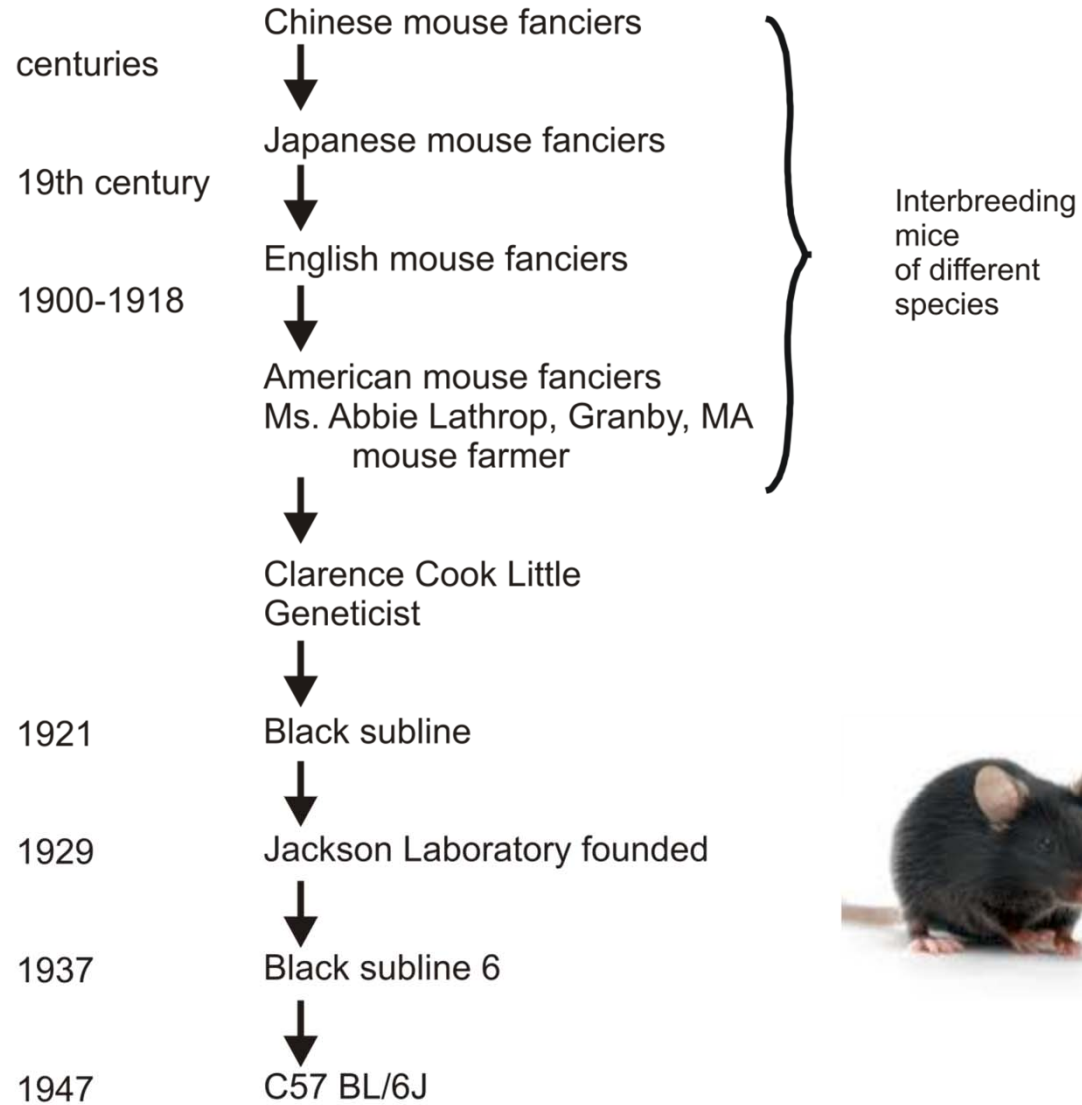 Chinese mouse fanciers
centuries
Japanese mouse fanciers
19th century
English mouse fanciers
1900-1918
American mouse fanciers
Ms. Abbie Lathrop, Granby, MA
mouse farmer
Interbreeding
mice
of different
species
Clarence Cook Little
Geneticist
1921 Black subline
1929 Jackson Laboratory founded
1937 Black subline 6
1947 C57 BL/6J